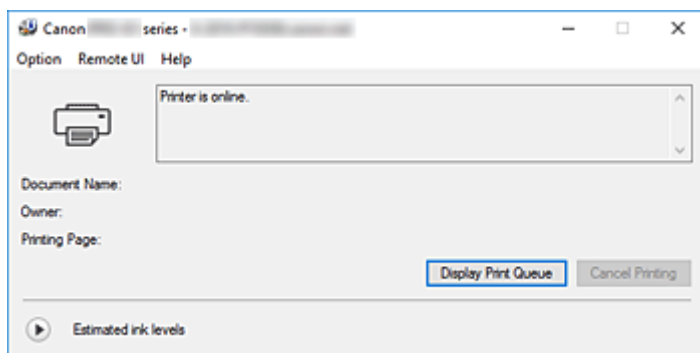 Canon series -
Option Remote UI Help
Printer is online.
Document Name:
Owner:
Printing Page:
Display Print Queue Cancel Printing
Estimated ink levels